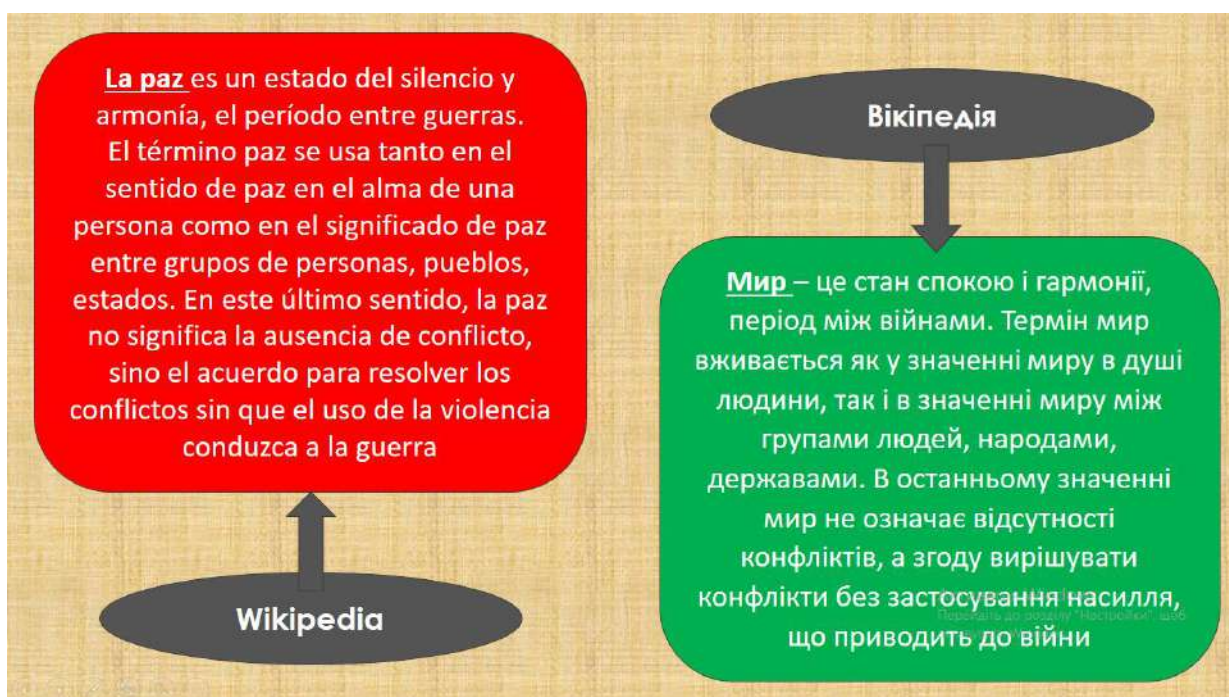 La paz es un estado del silencio y
armonía, el período entre guerras.
El término paz se usa tanto en el
sentido de paz en el alma de una
persona como en el significado de paz
entre grupos de personas, pueblos,
estados. En este último sentido, la paz
no significa la ausencia de conflicto,
sino el acuerdo para resolver los
conflictos sin que el uso de la violencia
conduzca a la guerra
Wikipedia
Вікіпедія
Мир – це стан спокою і гармонії,
період між війнами. Термін мир
вживається як у значенні миру в душі
людини, так і в значенні миру між
групами людей, народами,
державами. В останньому значенні
мир не означає відсутності
конфліктів, а згоду вирішувати
конфлікти без застосування насилля,
що приводить до війни
Перейдіть до розділу "Настройки", щоб